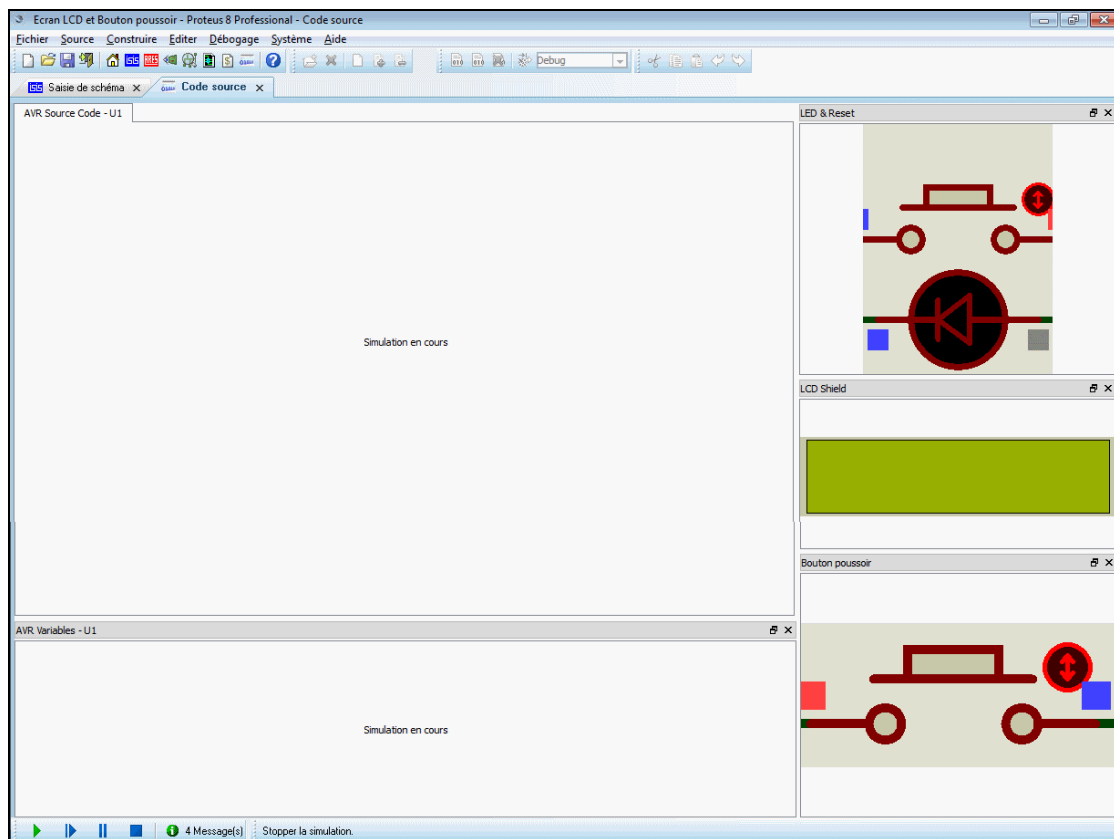 Ecran LCD et Bouton poussoir - Proteus 8 Professional - Code source
Fichier Source Construire Editer Débogage Système Aide
Debug
Saisie de schéma Code source
AVR Source Code - U1
LED & Reset
Simulation en cours
LCD Shield
Bouton poussoir
AVR Variables - U1
Simulation en cours
4 Message(s) Stopper la simulation.